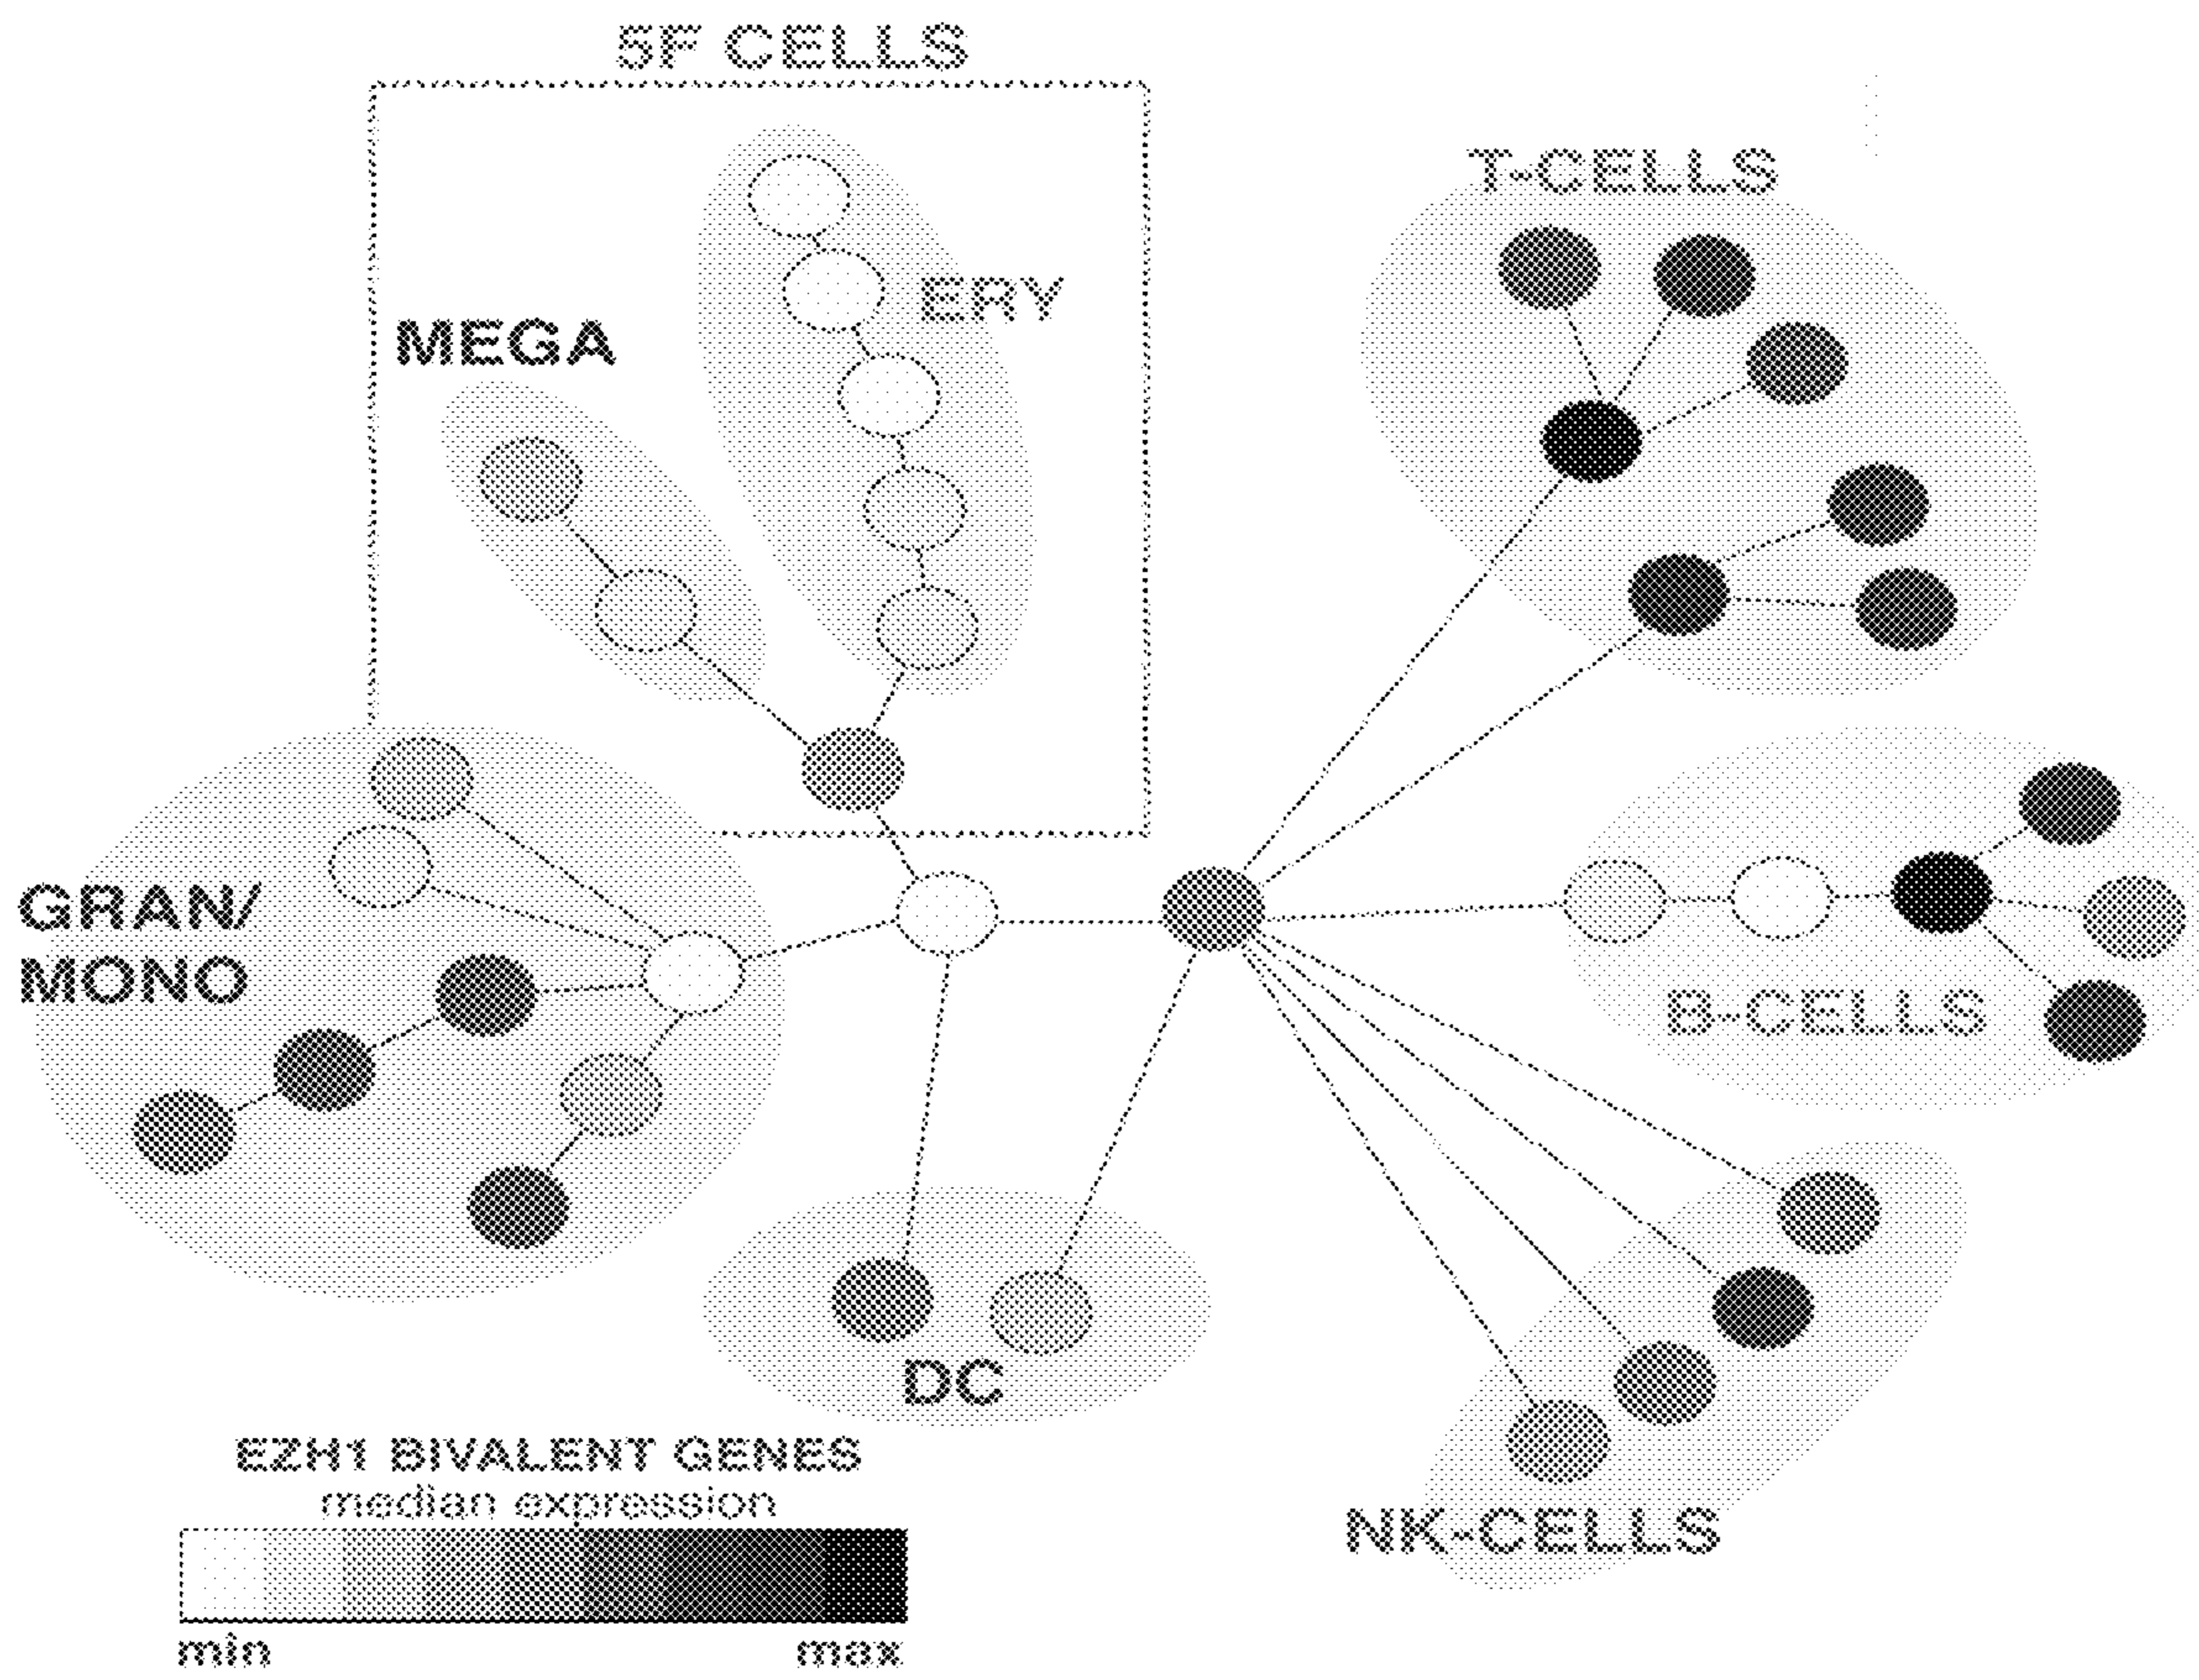 5F CELLS
T-CELLS
ERY
MEGA
GRAN/
MONO
B-CELLS
DC
NK-CELLS
EZH1 BIVALENT GENES
median expression
min
max